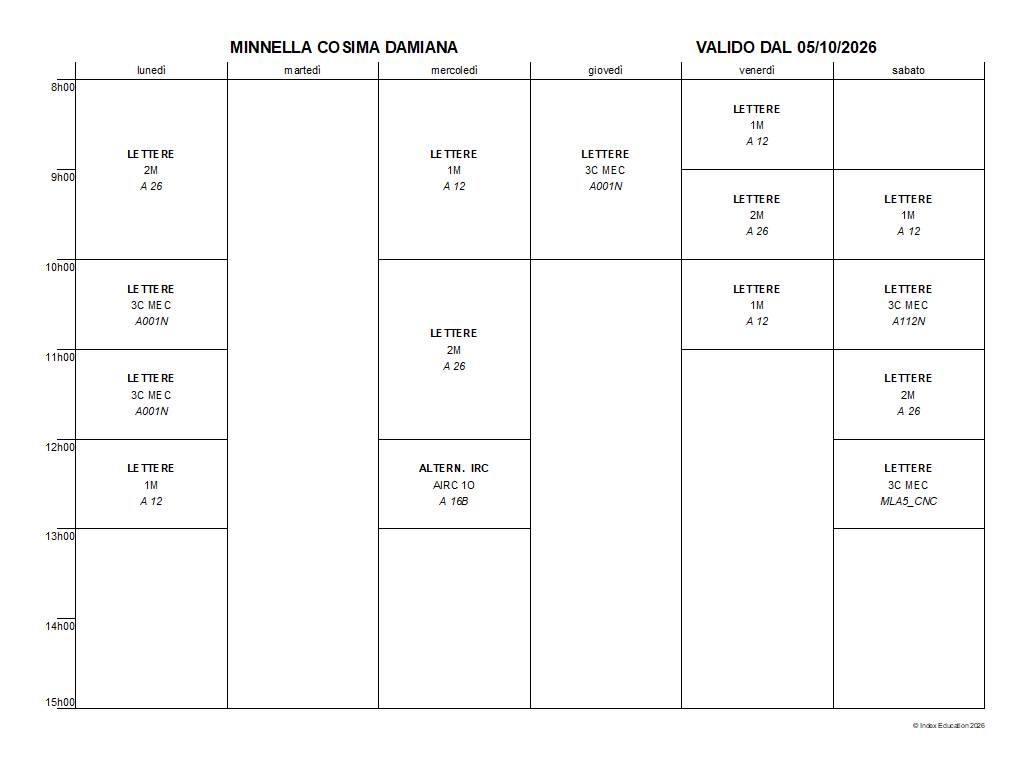 MINNELLA COSIMA DAMIANA VALIDO DAL 05/10/2026
lunedì martedì mercoledì giovedì venerdì sabato
8h00
LETTERE
1M
A 12
LETTERE LETTERE LETTERE
2M 1M 3C MEC
A 26 A 12 A001N
9h00
LETTERE LETTERE
2M 1M
A 26 A 12
10h00
LETTERE LETTERE LETTERE
3C MEC 1M 3C MEC
A001N A 12 A112N
LETTERE
2M
A 26
11h00
LETTERE LETTERE
3C MEC 2M
A001N A 26
12h00
LETTERE ALTERN. IRC LETTERE
1M AIRC 1O 3C MEC
A 12 A 16B MLA5_CNC
13h00
14h00
15h00
© Index Education 2026